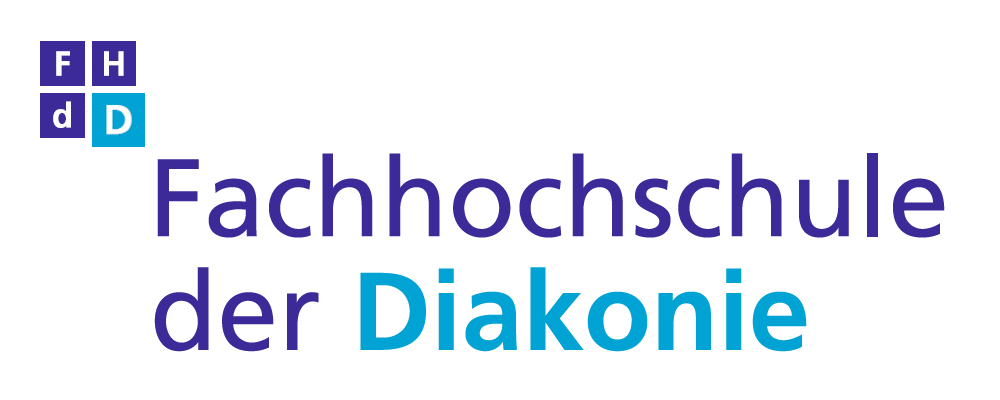 F H
d D
Fachhochschule
der Diakonie